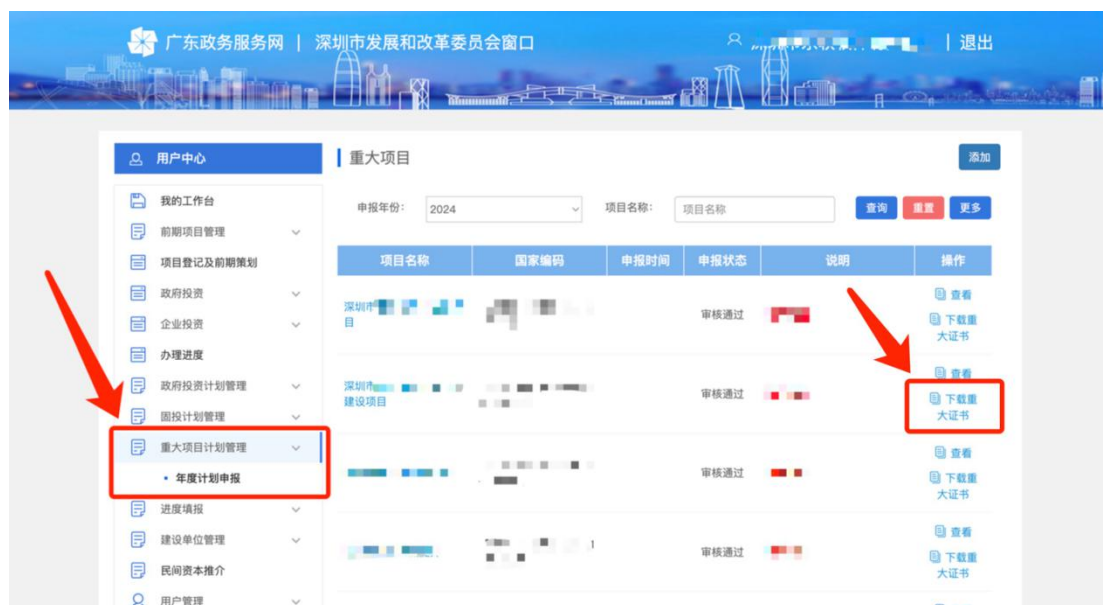 广东政务服务网 | 深圳市发展和改革委员会窗口
| 退出
用户中心
重大项目
添加
我的工作台
申报年份:
2024
项目名称:
项目名称
查询
重置
更多
前期项目管理
项目登记及前期策划
项目名称
国家编码
申报时间
申报状态
说明
操作
政府投资
企业投资
办理进度
政府投资计划管理
固投计划管理
重大项目计划管理
• 年度计划申报
进度填报
建设单位管理
民间资本推介
用户管理
深圳市
目
审核通过
查看
下载重
大证书
深圳市
建设项目
审核通过
查看
下载重
大证书
审核通过
查看
下载重
大证书
1
审核通过
查看
下载重
大证书